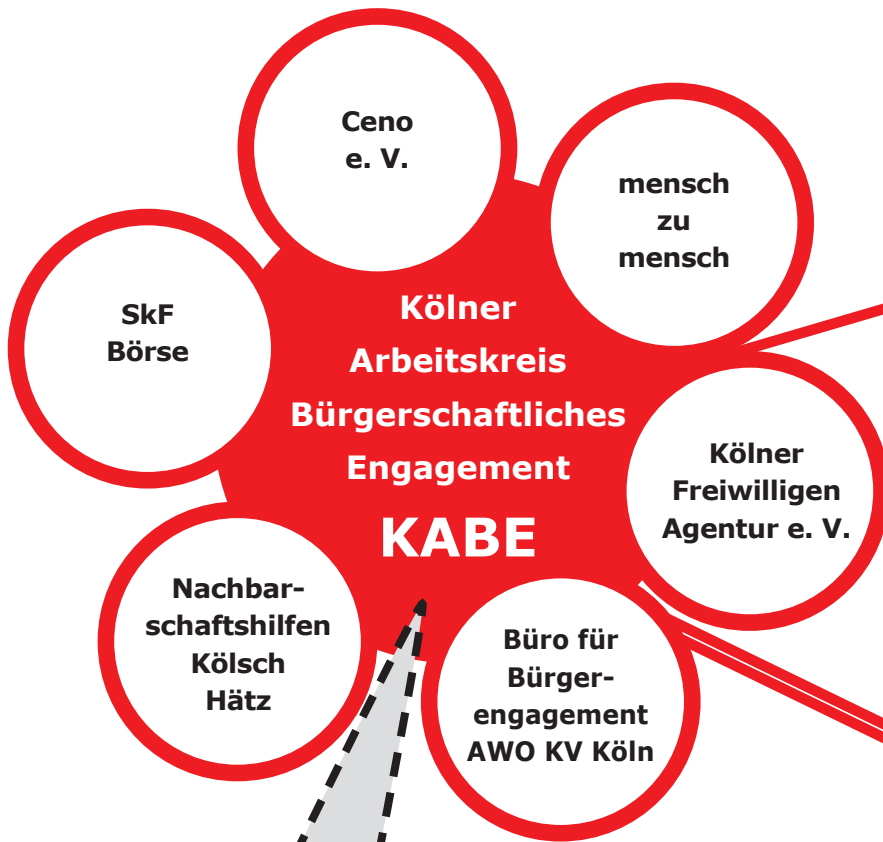 Ceno
e. V.
mensch
zu
mensch
SkF
Börse
Kölner
Arbeitskreis
Bürgerschaftliches
Engagement
KABE
Kölner
Freiwilligen
Agentur e. V.
Nachbar-
schaftshilfen
Kölsch
Hätz
Büro für
Bürger-
engagement
AWO KV Köln